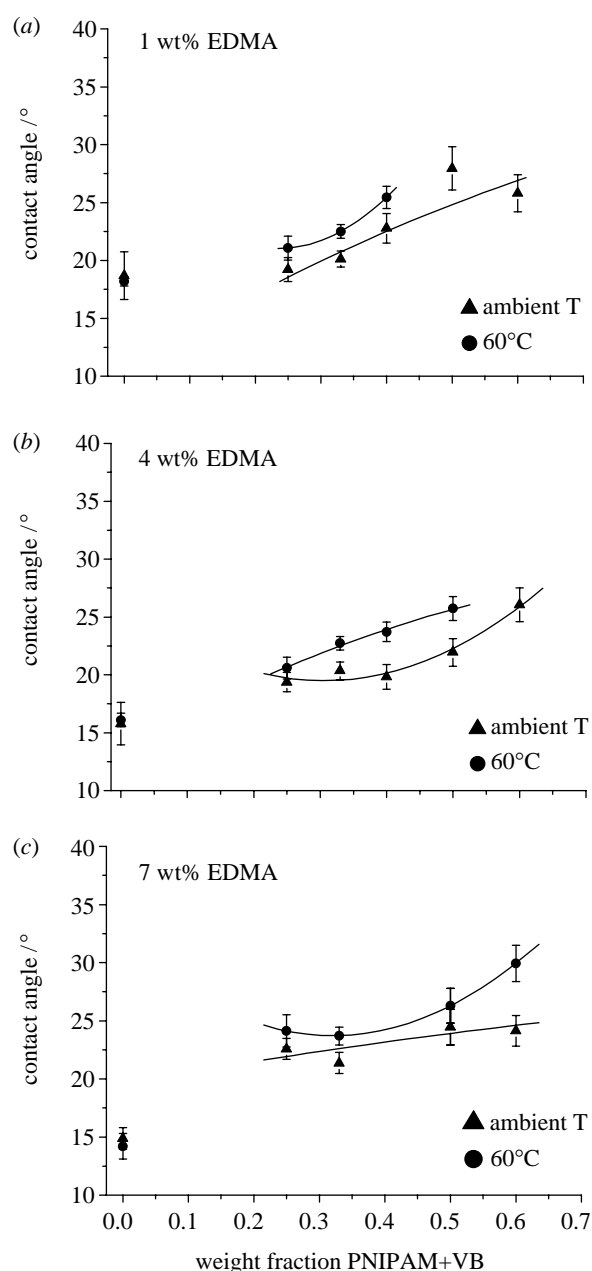 (a)
1 wt% EDMA
40
35
30
25
20
15
10
contact angle /°
ambient T
60°C
(b)
4 wt% EDMA
40
35
30
25
20
15
10
contact angle /°
ambient T
60°C
(c)
7 wt% EDMA
40
35
30
25
20
15
10
contact angle /°
ambient T
60°C
0.0 0.1 0.2 0.3 0.4 0.5 0.6 0.7
weight fraction PNIPAM+VB